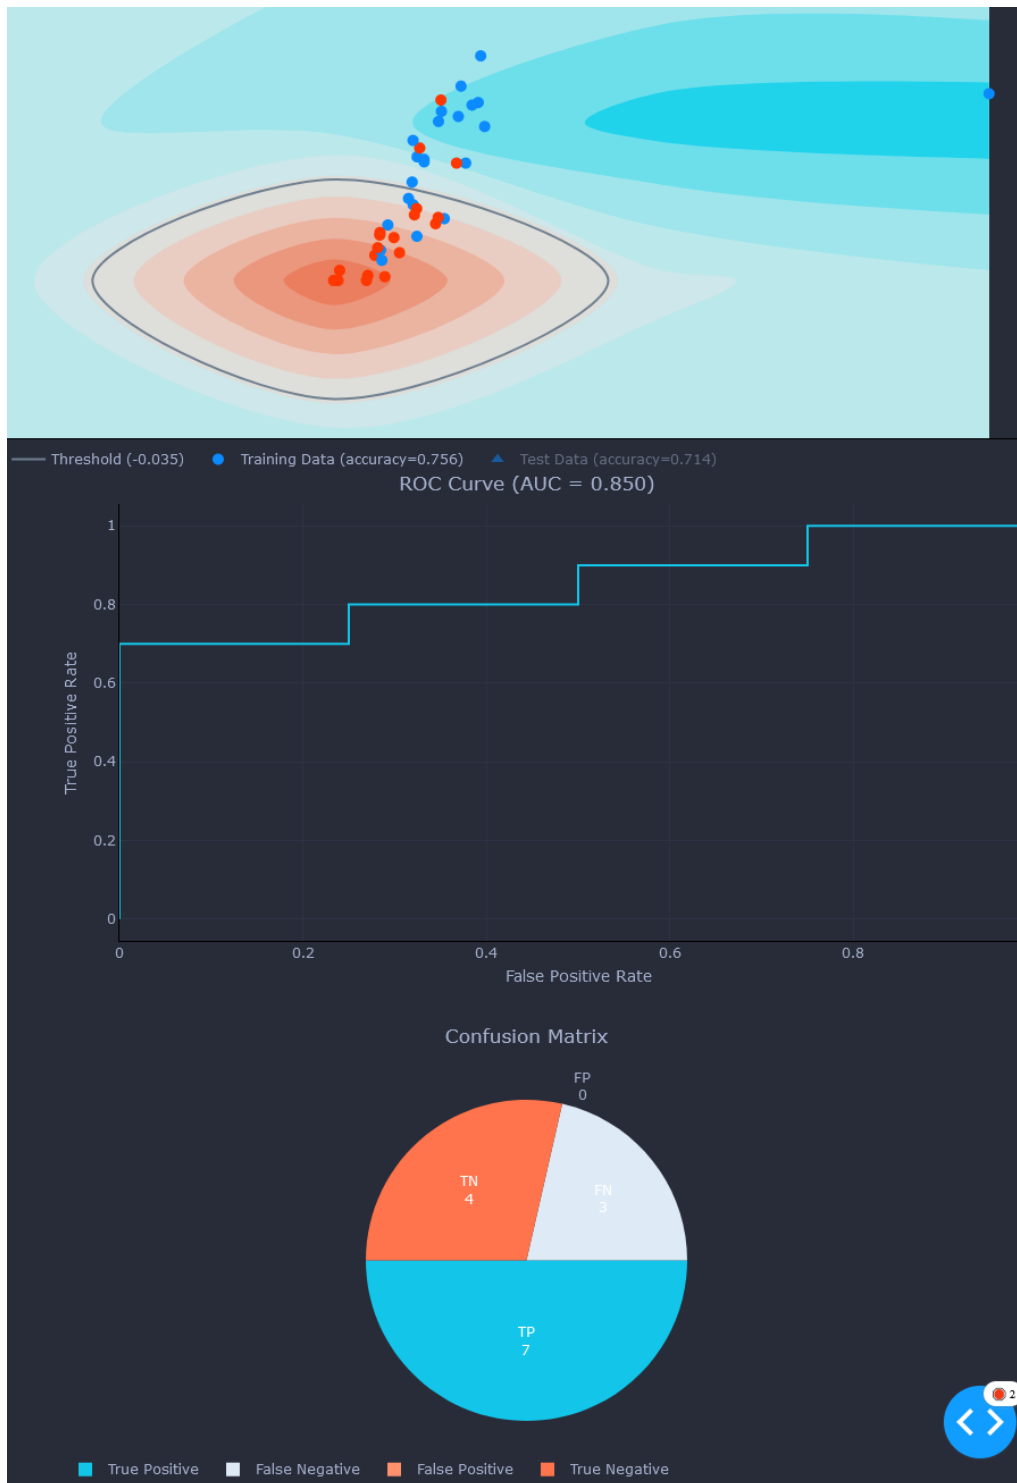 Threshold (-0.035) Training Data (accuracy=0.756) Test Data (accuracy=0.714)
ROC Curve (AUC = 0.850)
1
0.8
0.6
0.4
0.2
0
True Positive Rate
0 0.2 0.4 0.6 0.8
False Positive Rate
Confusion Matrix
FP
0
TN
4
FN
3
TP
7
2
True Positive False Negative False Positive True Negative